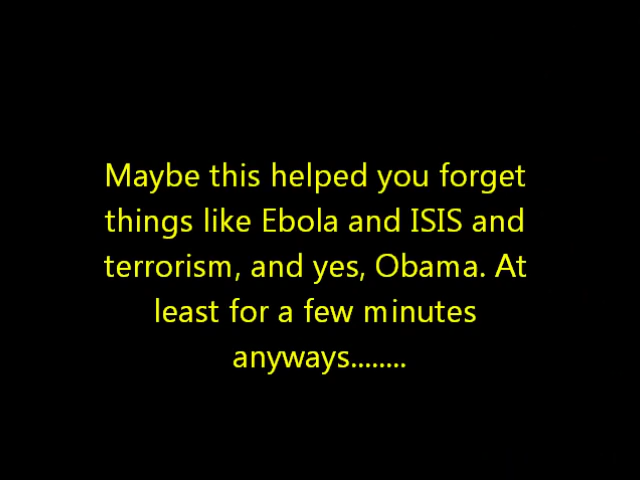 Maybe this helped you forget
things like Ebola and ISIS and
terrorism, and yes, Obama. At
least for a few minutes
anyways........